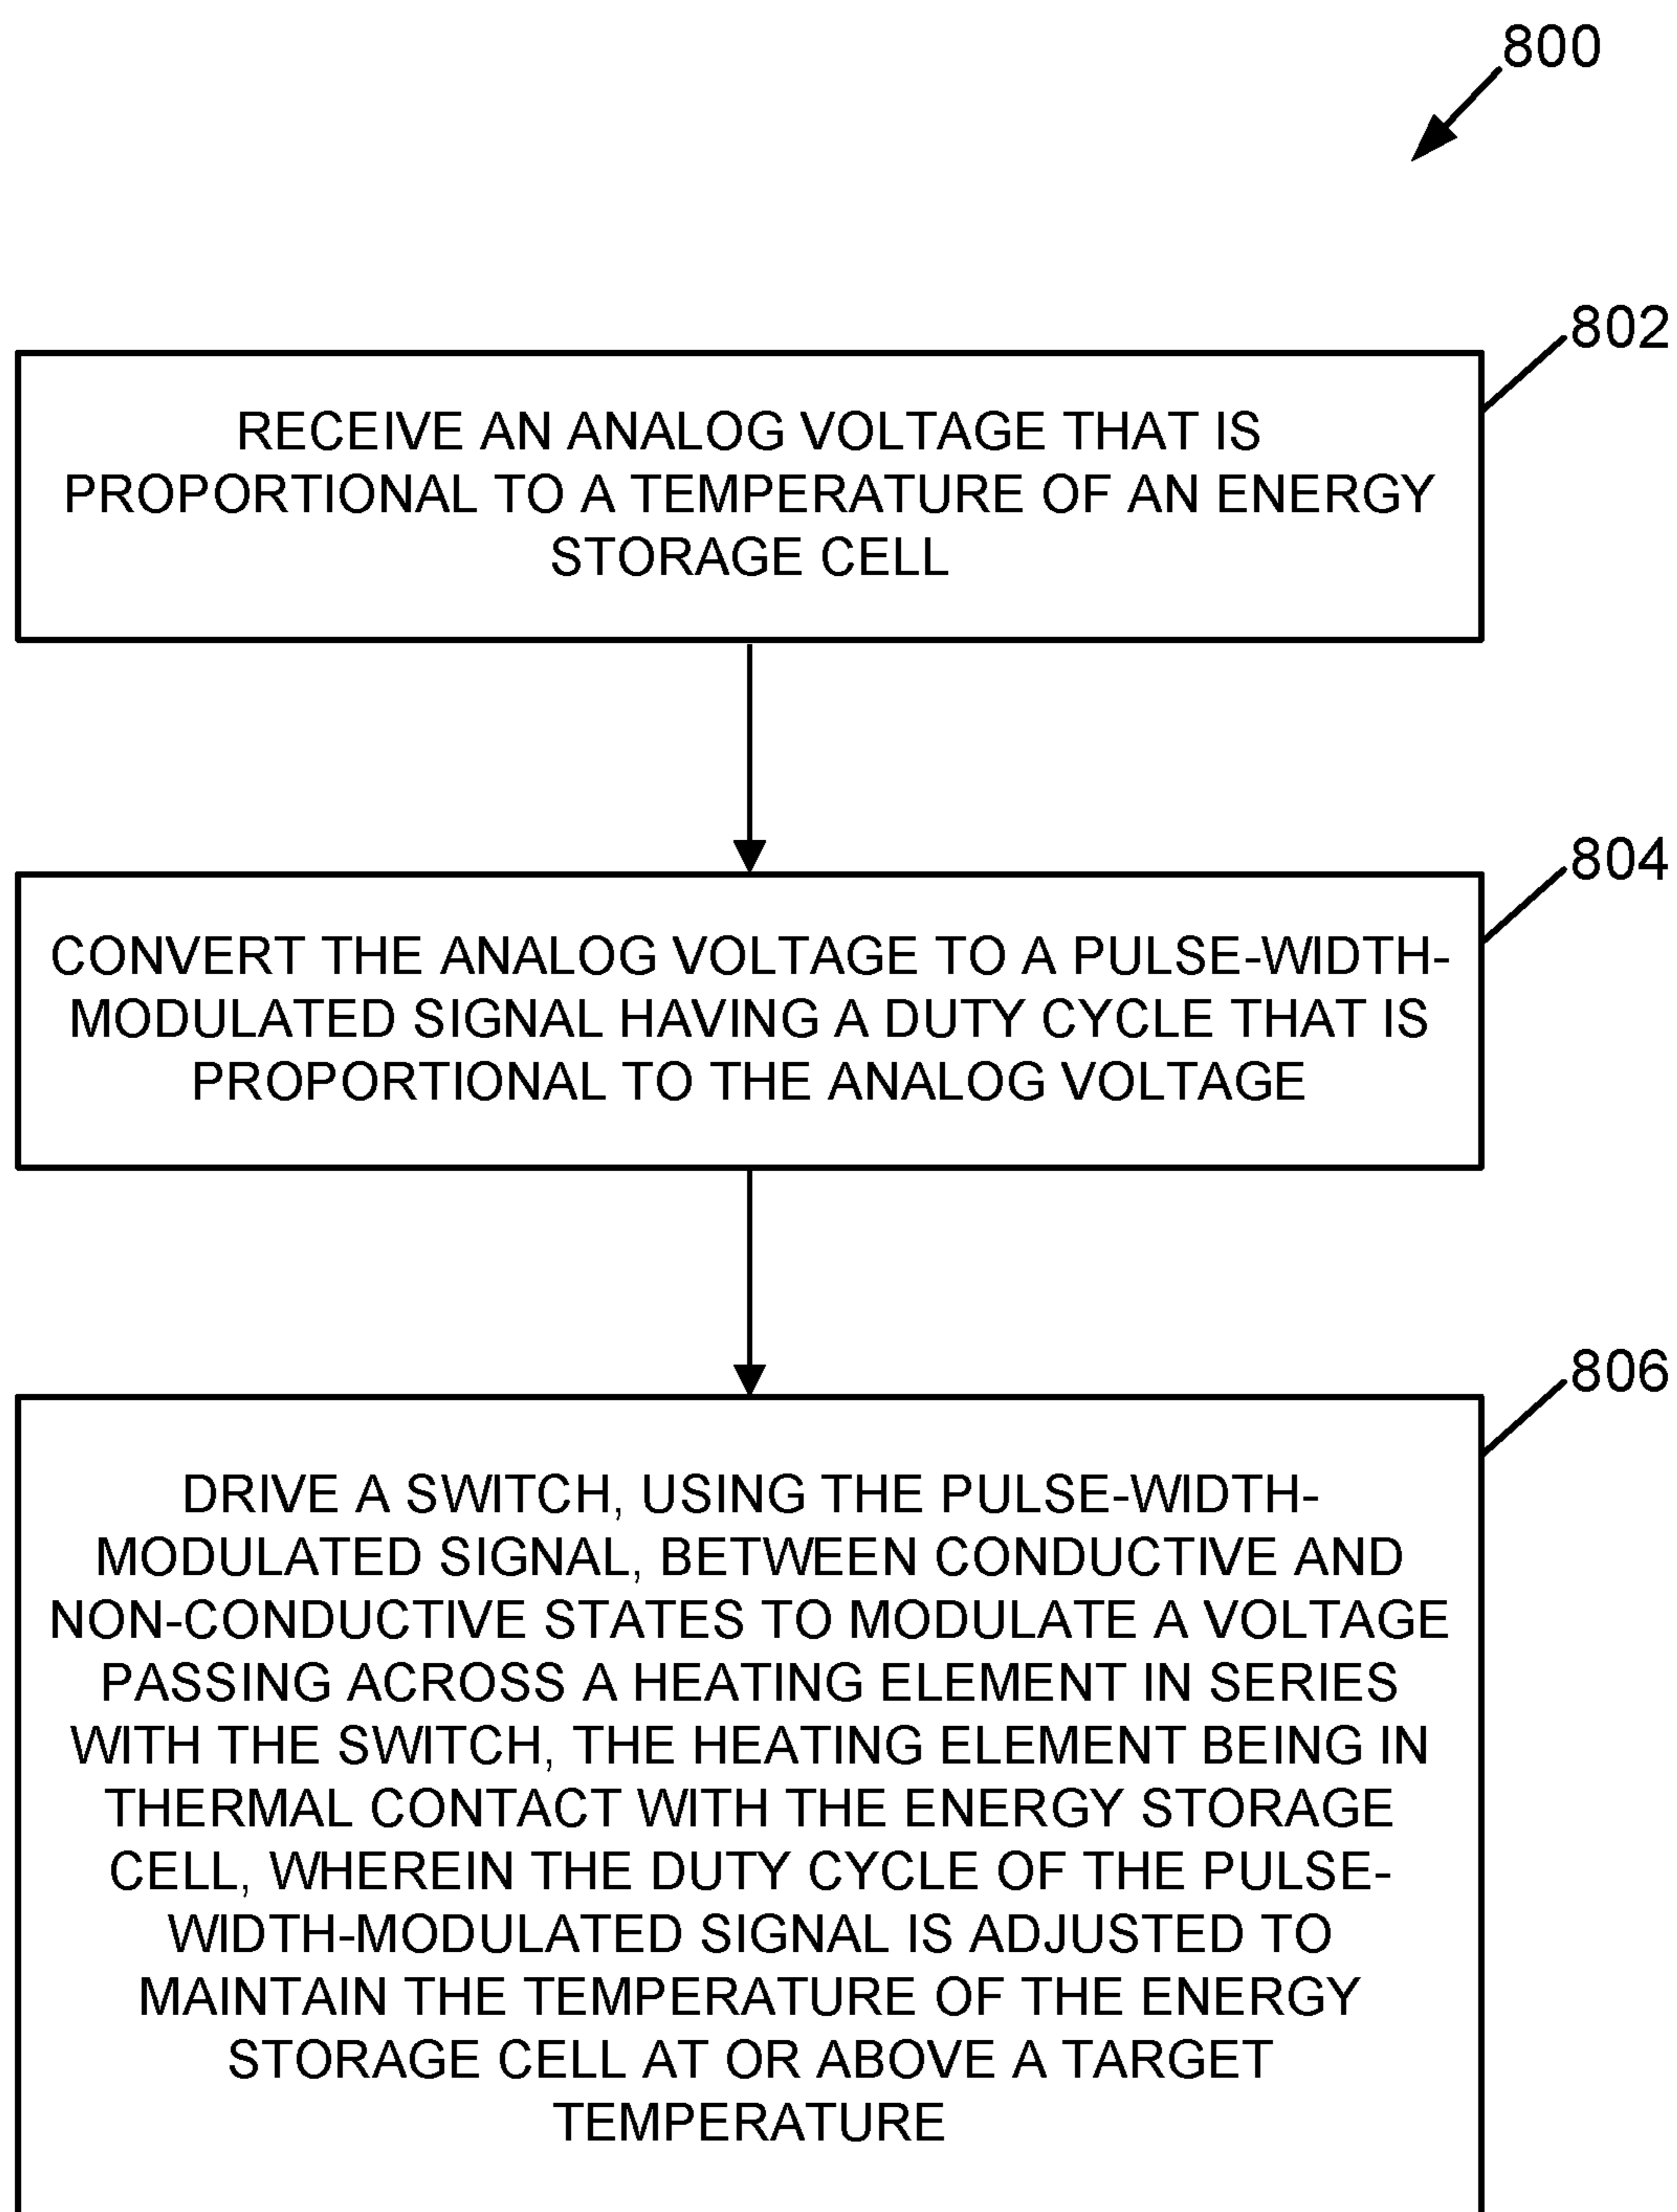 800
802
RECEIVE AN ANALOG VOLTAGE THAT IS
PROPORTIONAL TO A TEMPERATURE OF AN ENERGY
STORAGE CELL
804
CONVERT THE ANALOG VOLTAGE TO A PULSE-WIDTH-
MODULATED SIGNAL HAVING A DUTY CYCLE THAT IS
PROPORTIONAL TO THE ANALOG VOLTAGE
806
DRIVE A SWITCH, USING THE PULSE-WIDTH-
MODULATED SIGNAL, BETWEEN CONDUCTIVE AND
NON-CONDUCTIVE STATES TO MODULATE A VOLTAGE
PASSING ACROSS A HEATING ELEMENT IN SERIES
WITH THE SWITCH, THE HEATING ELEMENT BEING IN
THERMAL CONTACT WITH THE ENERGY STORAGE
CELL, WHEREIN THE DUTY CYCLE OF THE PULSE-
WIDTH-MODULATED SIGNAL IS ADJUSTED TO
MAINTAIN THE TEMPERATURE OF THE ENERGY
STORAGE CELL AT OR ABOVE A TARGET
TEMPERATURE